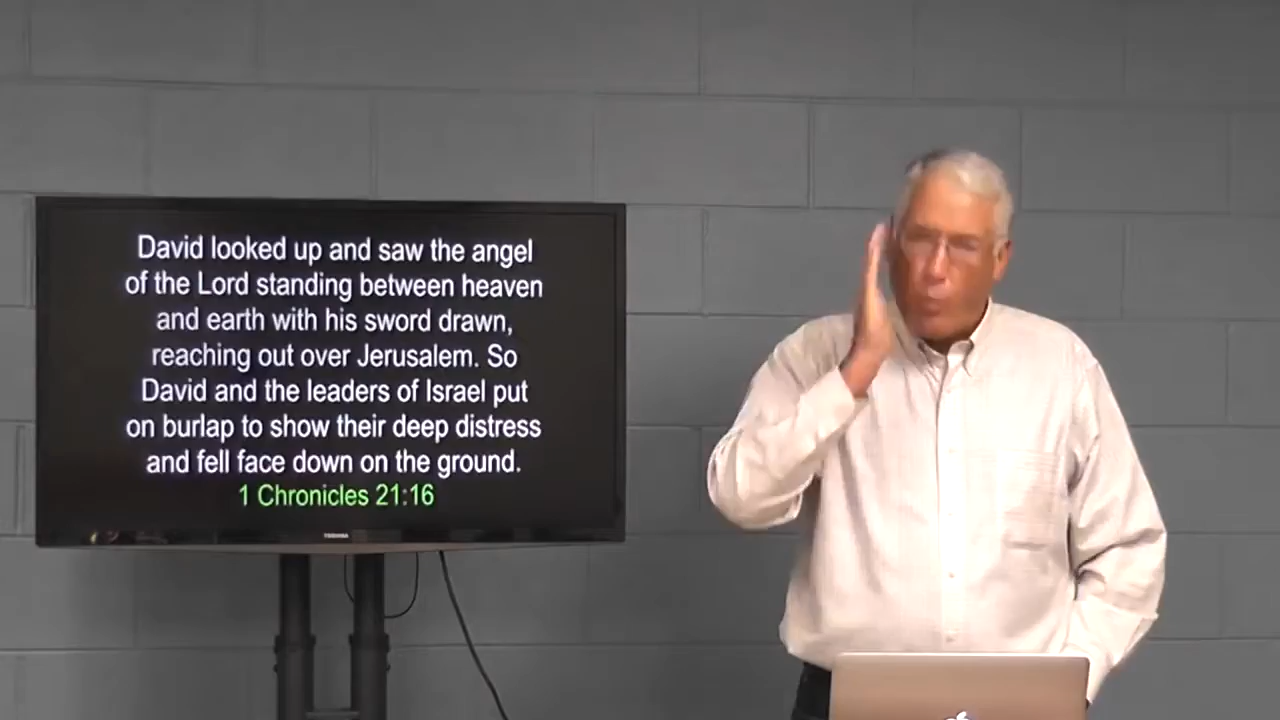 David looked up and saw the angel
of the Lord standing between heaven
and earth with his sword drawn,
reaching out over Jerusalem. So
David and the leaders of Israel put
on burlap to show their deep distress
and fell face down on the ground.
1 Chronicles 21:16
TOSHIBA